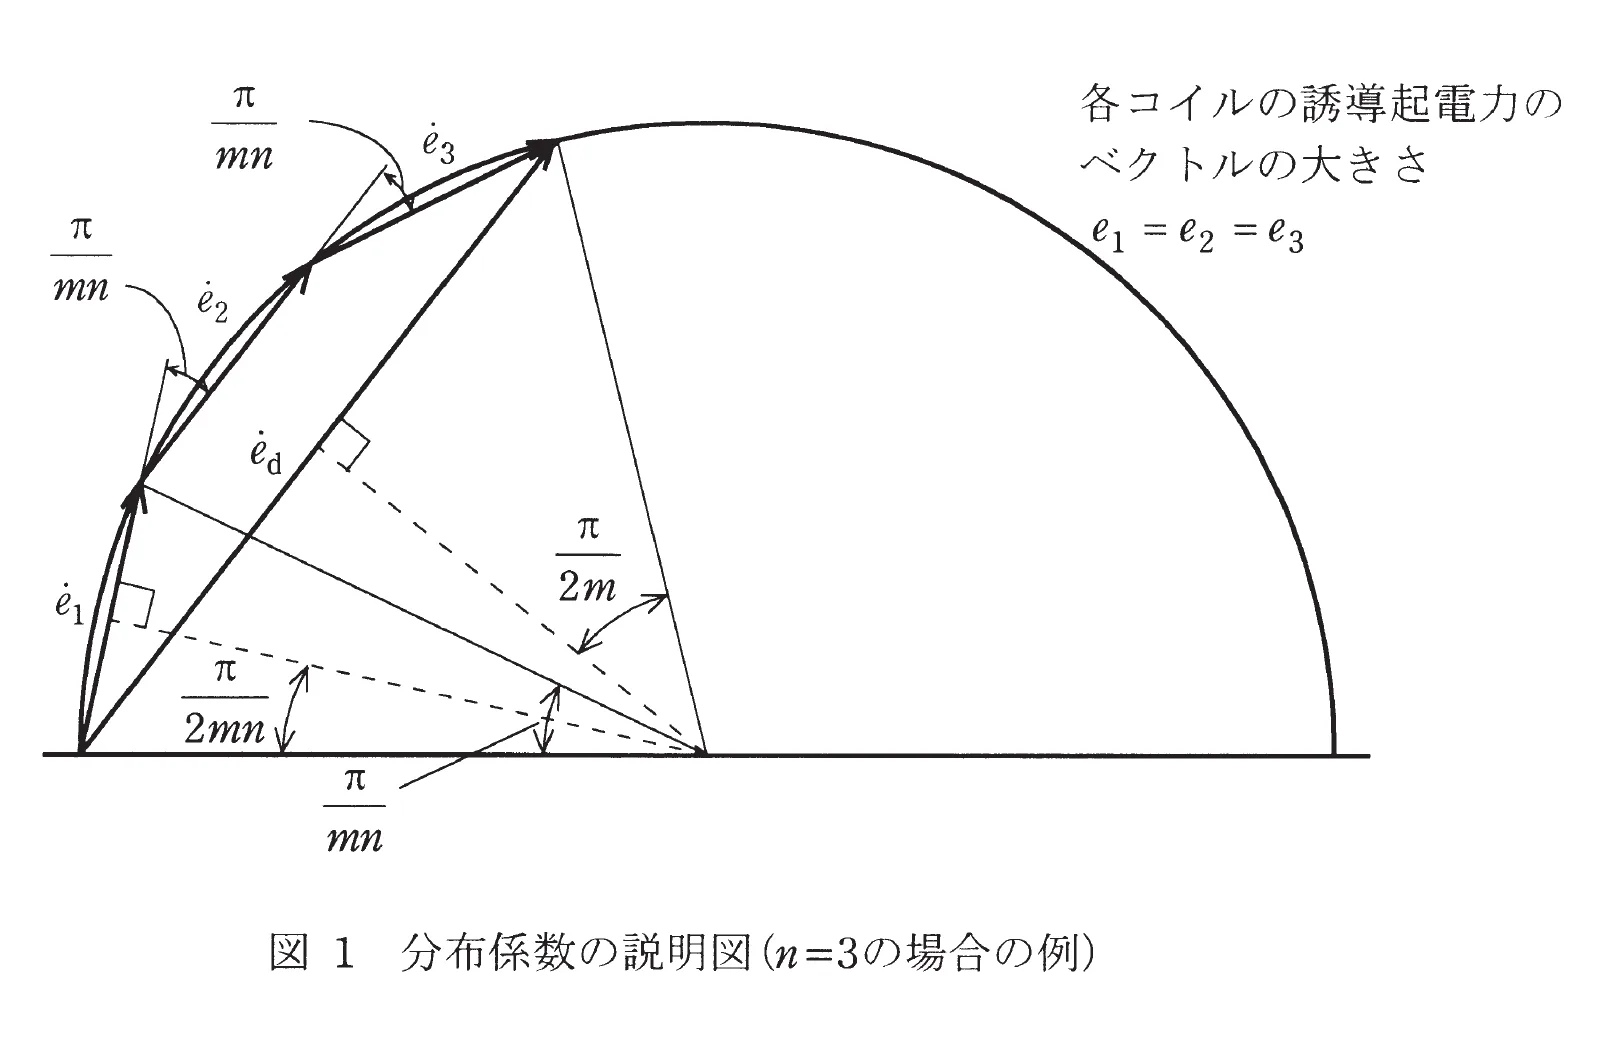 π
mn
ė3
各コイルの誘導起電力の
ベクトルの大きさ
e1 = e2 = e3
π
mn
ė2
ėd
π
2m
ė1
π
2mn
π
mn
図 1 分布係数の説明図(n=3の場合の例)